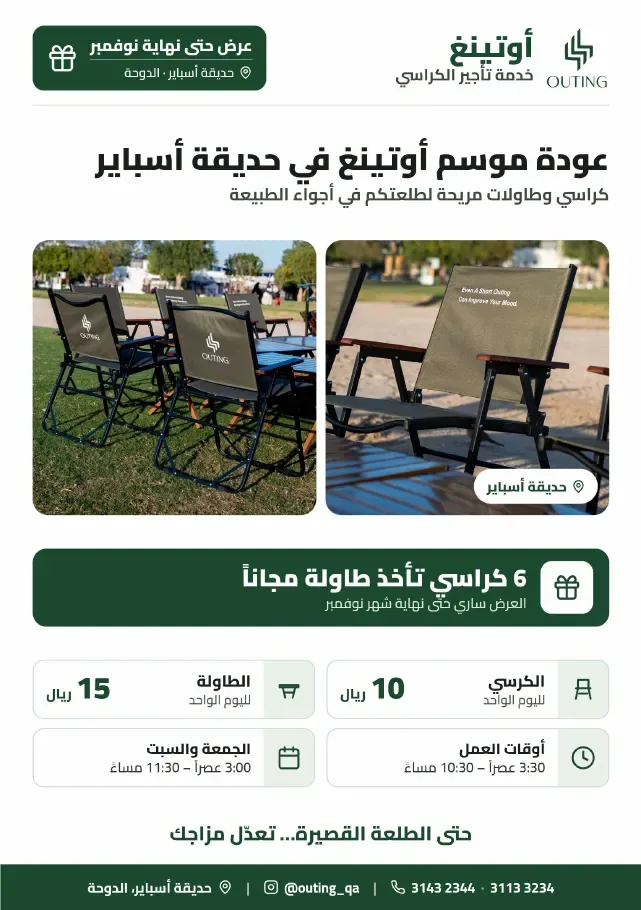 أوتينغ
خدمة تأجير الكراسي
OUTING
عرض حتى نهاية نوفمبر
حديقة أسباير · الدوحة
عودة موسم أوتينغ في حديقة أسباير
كراسي وطاولات مريحة لطلعتكم في أجواء الطبيعة
Even A Short Outing
Can Improve Your Mood.
OUTING
حديقة أسباير
6 كراسي تأخذ طاولة مجاناً
العرض ساري حتى نهاية شهر نوفمبر
الكرسي
لليوم الواحد
10 ريال
الطاولة
لليوم الواحد
15 ريال
أوقات العمل
3:30 عصراً – 10:30 مساءً
الجمعة والسبت
3:00 عصراً – 11:30 مساءً
حتى الطلعة القصيرة... تعدّل مزاجك
3143 2344 · 3113 3234 | @outing_qa | حديقة أسباير، الدوحة